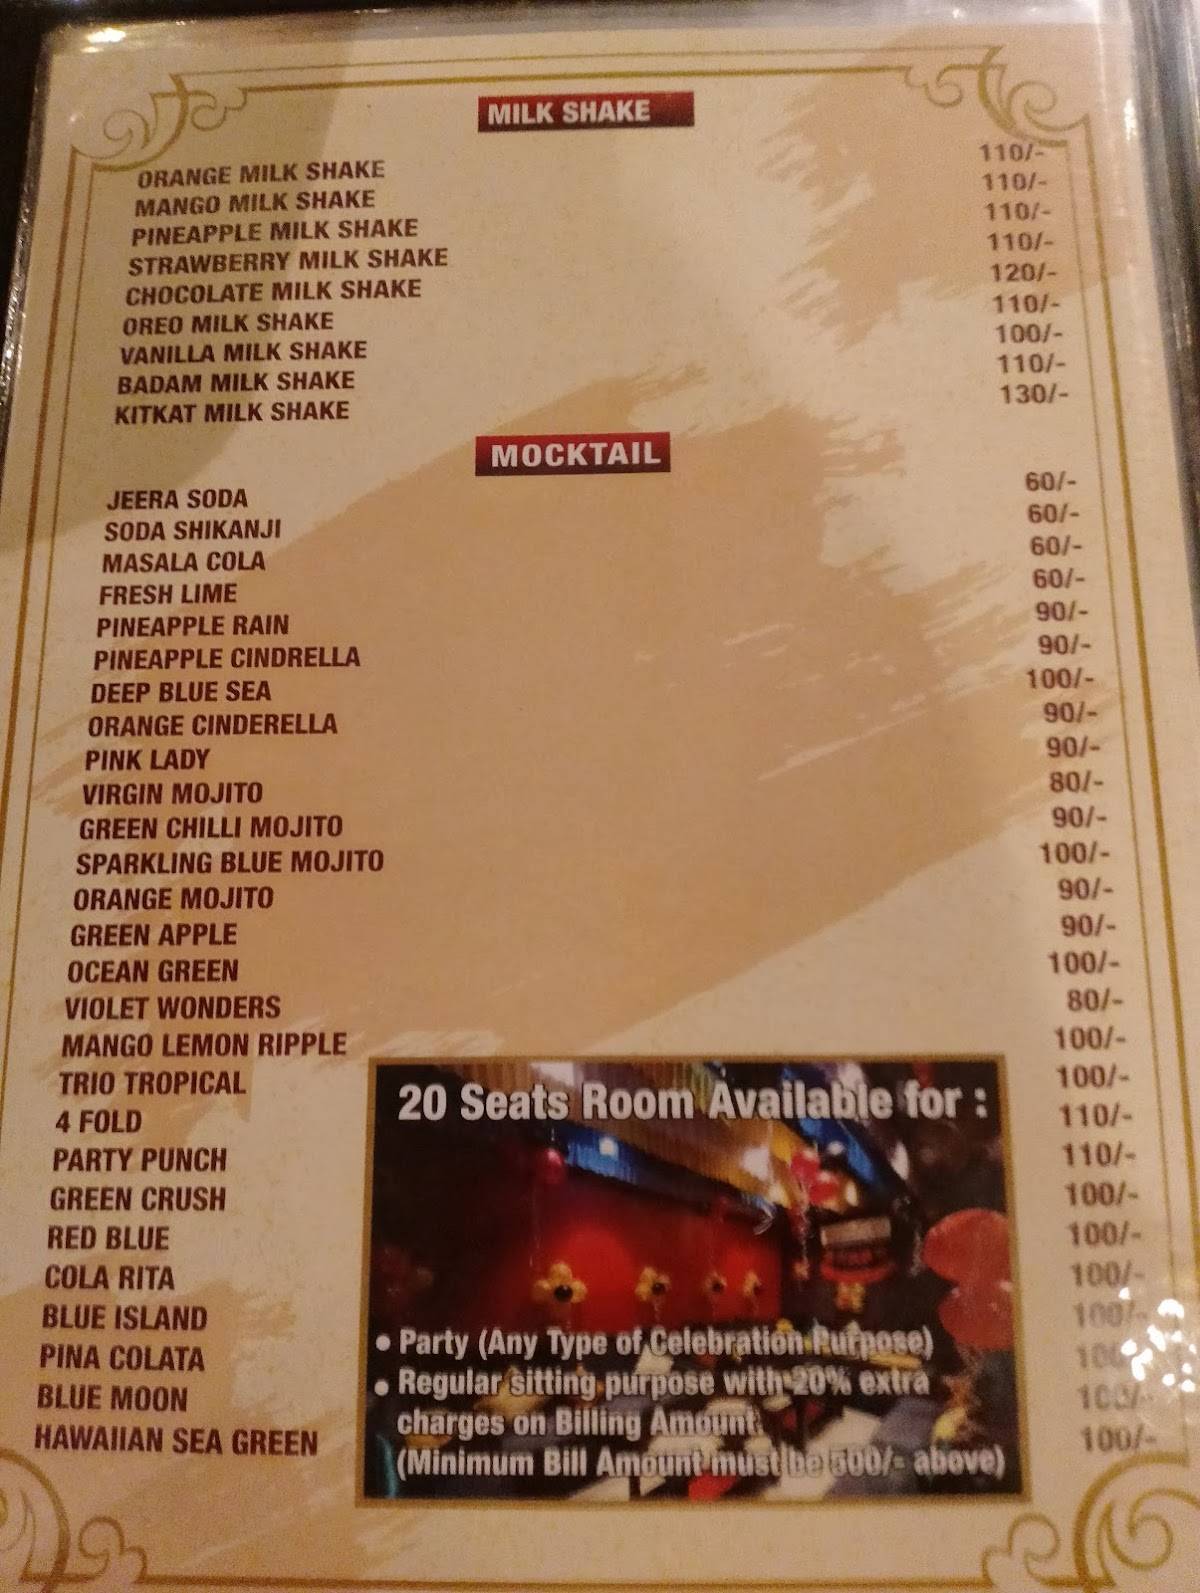 MILK SHAKE
ORANGE MILK SHAKE 110/-
MANGO MILK SHAKE 110/-
PINEAPPLE MILK SHAKE 110/-
STRAWBERRY MILK SHAKE 110/-
CHOCOLATE MILK SHAKE 120/-
OREO MILK SHAKE 110/-
VANILLA MILK SHAKE 100/-
BADAM MILK SHAKE 110/-
KITKAT MILK SHAKE 130/-
MOCKTAIL
JEERA SODA 60/-
SODA SHIKANJI 60/-
MASALA COLA 60/-
FRESH LIME 60/-
PINEAPPLE RAIN 90/-
PINEAPPLE CINDRELLA 90/-
DEEP BLUE SEA 100/-
ORANGE CINDERELLA 90/-
PINK LADY 90/-
VIRGIN MOJITO 80/-
GREEN CHILLI MOJITO 90/-
SPARKLING BLUE MOJITO 100/-
ORANGE MOJITO 90/-
GREEN APPLE 90/-
OCEAN GREEN 100/-
VIOLET WONDERS 80/-
MANGO LEMON RIPPLE 100/-
TRIO TROPICAL 100/-
4 FOLD 110/-
PARTY PUNCH 110/-
GREEN CRUSH 100/-
RED BLUE 100/-
COLA RITA 100/-
BLUE ISLAND 100/-
PINA COLATA
BLUE MOON 100/-
HAWAIIAN SEA GREEN 100/-
20 Seats Room Available for :
• Party (Any Type of Celebration Purpose)
• Regular sitting purpose with 20% extra
charges on Billing Amount.
(Minimum Bill Amount must be 500/- above)